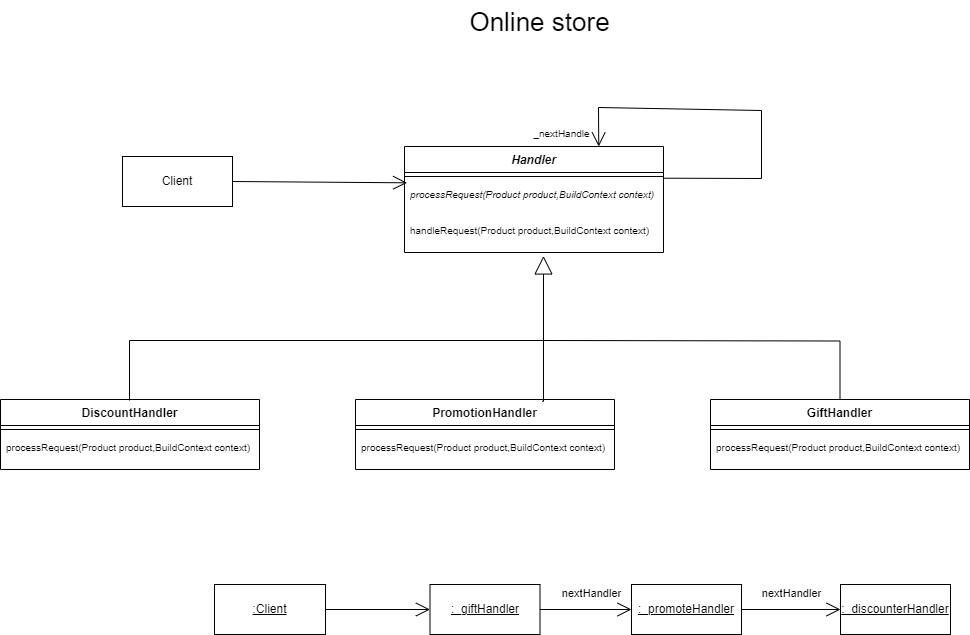 Online store
_nextHandle
Handler
Client
processRequest(Product product,BuildContext context)
handleRequest(Product product,BuildContext context)
DiscountHandler
PromotionHandler
GiftHandler
processRequest(Product product,BuildContext context)
processRequest(Product product,BuildContext context)
processRequest(Product product,BuildContext context)
nextHandler
nextHandler
:Client
:_giftHandler
:_promoteHandler
:_discounterHandler